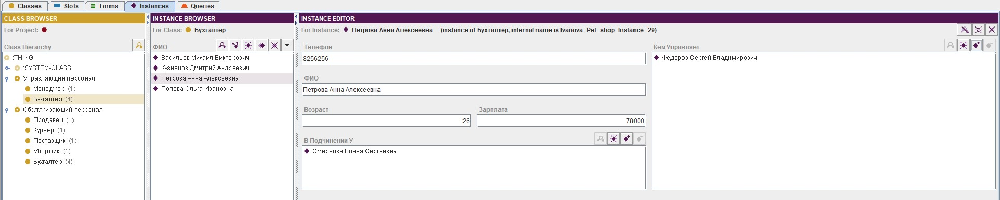 Classes Slots Forms Instances Queries
CLASS BROWSER
For Project:
Class Hierarchy
:THING
:SYSTEM-CLASS
Управляющий персонал
Менеджер (1)
Бухгалтер (4)
Обслуживающий персонал
Продавец (1)
Курьер (1)
Поставщик (1)
Уборщик (1)
Бухгалтер (4)
INSTANCE BROWSER
For Class: Бухгалтер
ФИО
Васильев Михаил Викторович
Кузнецов Дмитрий Андреевич
Петрова Анна Алексеевна
Попова Ольга Ивановна
INSTANCE EDITOR
For Instance: Петрова Анна Алексеевна (instance of Бухгалтер, internal name is Ivanova_Pet_shop_Instance_29)
Телефон
8256256
ФИО
Петрова Анна Алексеевна
Возраст Зарплата
26 78000
В Подчинении У
Смирнова Елена Сергеевна
Кем Управляет
Федоров Сергей Владимирович